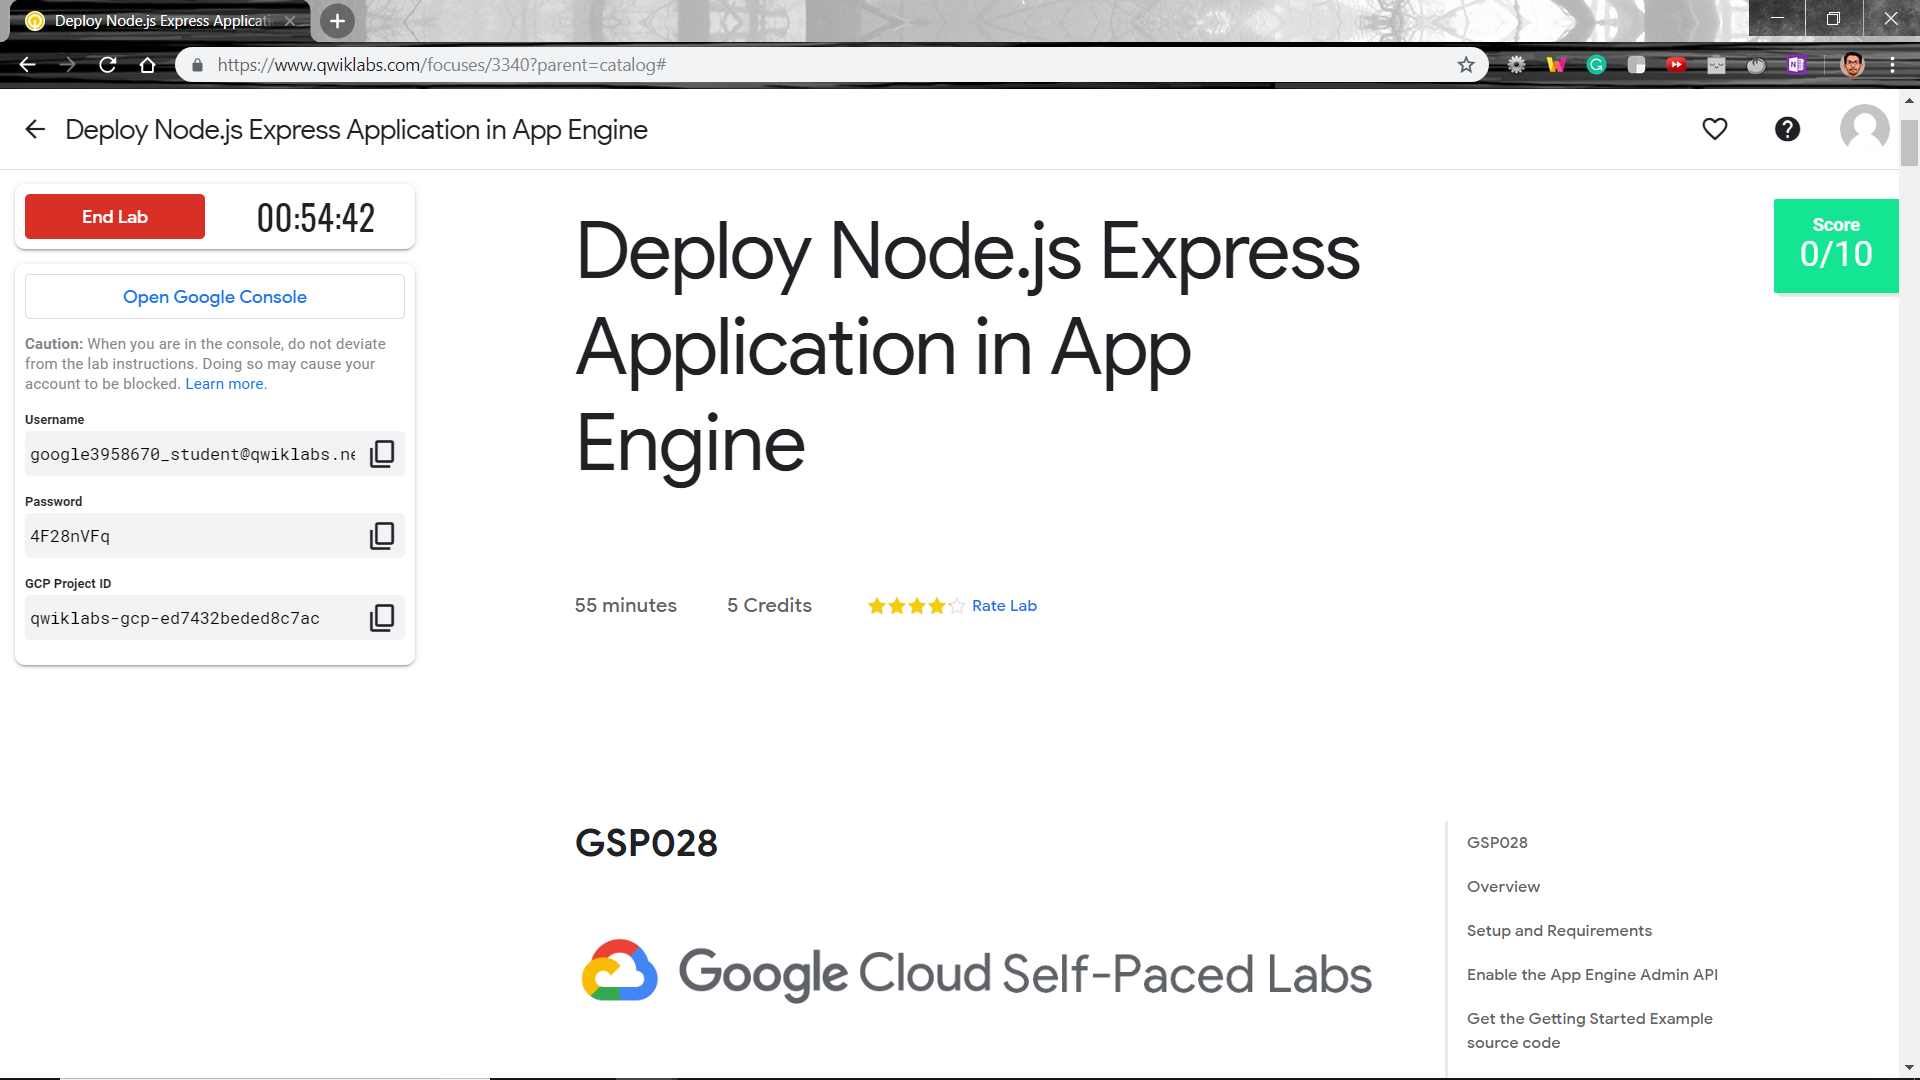 Deploy Node.js Express Applicati
https://www.qwiklabs.com/focuses/3340?parent=catalog#
Deploy Node.js Express Application in App Engine
End Lab
00:54:42
Open Google Console
Caution: When you are in the console, do not deviate
from the lab instructions. Doing so may cause your
account to be blocked. Learn more.
Username
google3958670_student@qwiklabs.ne
Password
4F28nVFq
GCP Project ID
qwiklabs-gcp-ed7432beded8c7ac
Deploy Node.js Express
Application in App
Engine
Score
0/10
55 minutes
5 Credits
Rate Lab
GSP028
Google Cloud Self-Paced Labs
GSP028
Overview
Setup and Requirements
Enable the App Engine Admin API
Get the Getting Started Example
source code